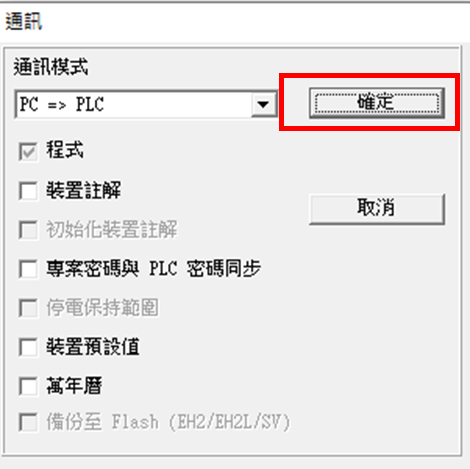 通訊
通訊模式
PC => PLC
確定
程式
裝置註解
取消
初始化裝置註解
專案密碼與 PLC 密碼同步
停電保持範圍
裝置預設值
萬年曆
備份至 Flash (EH2/EH2L/SV)